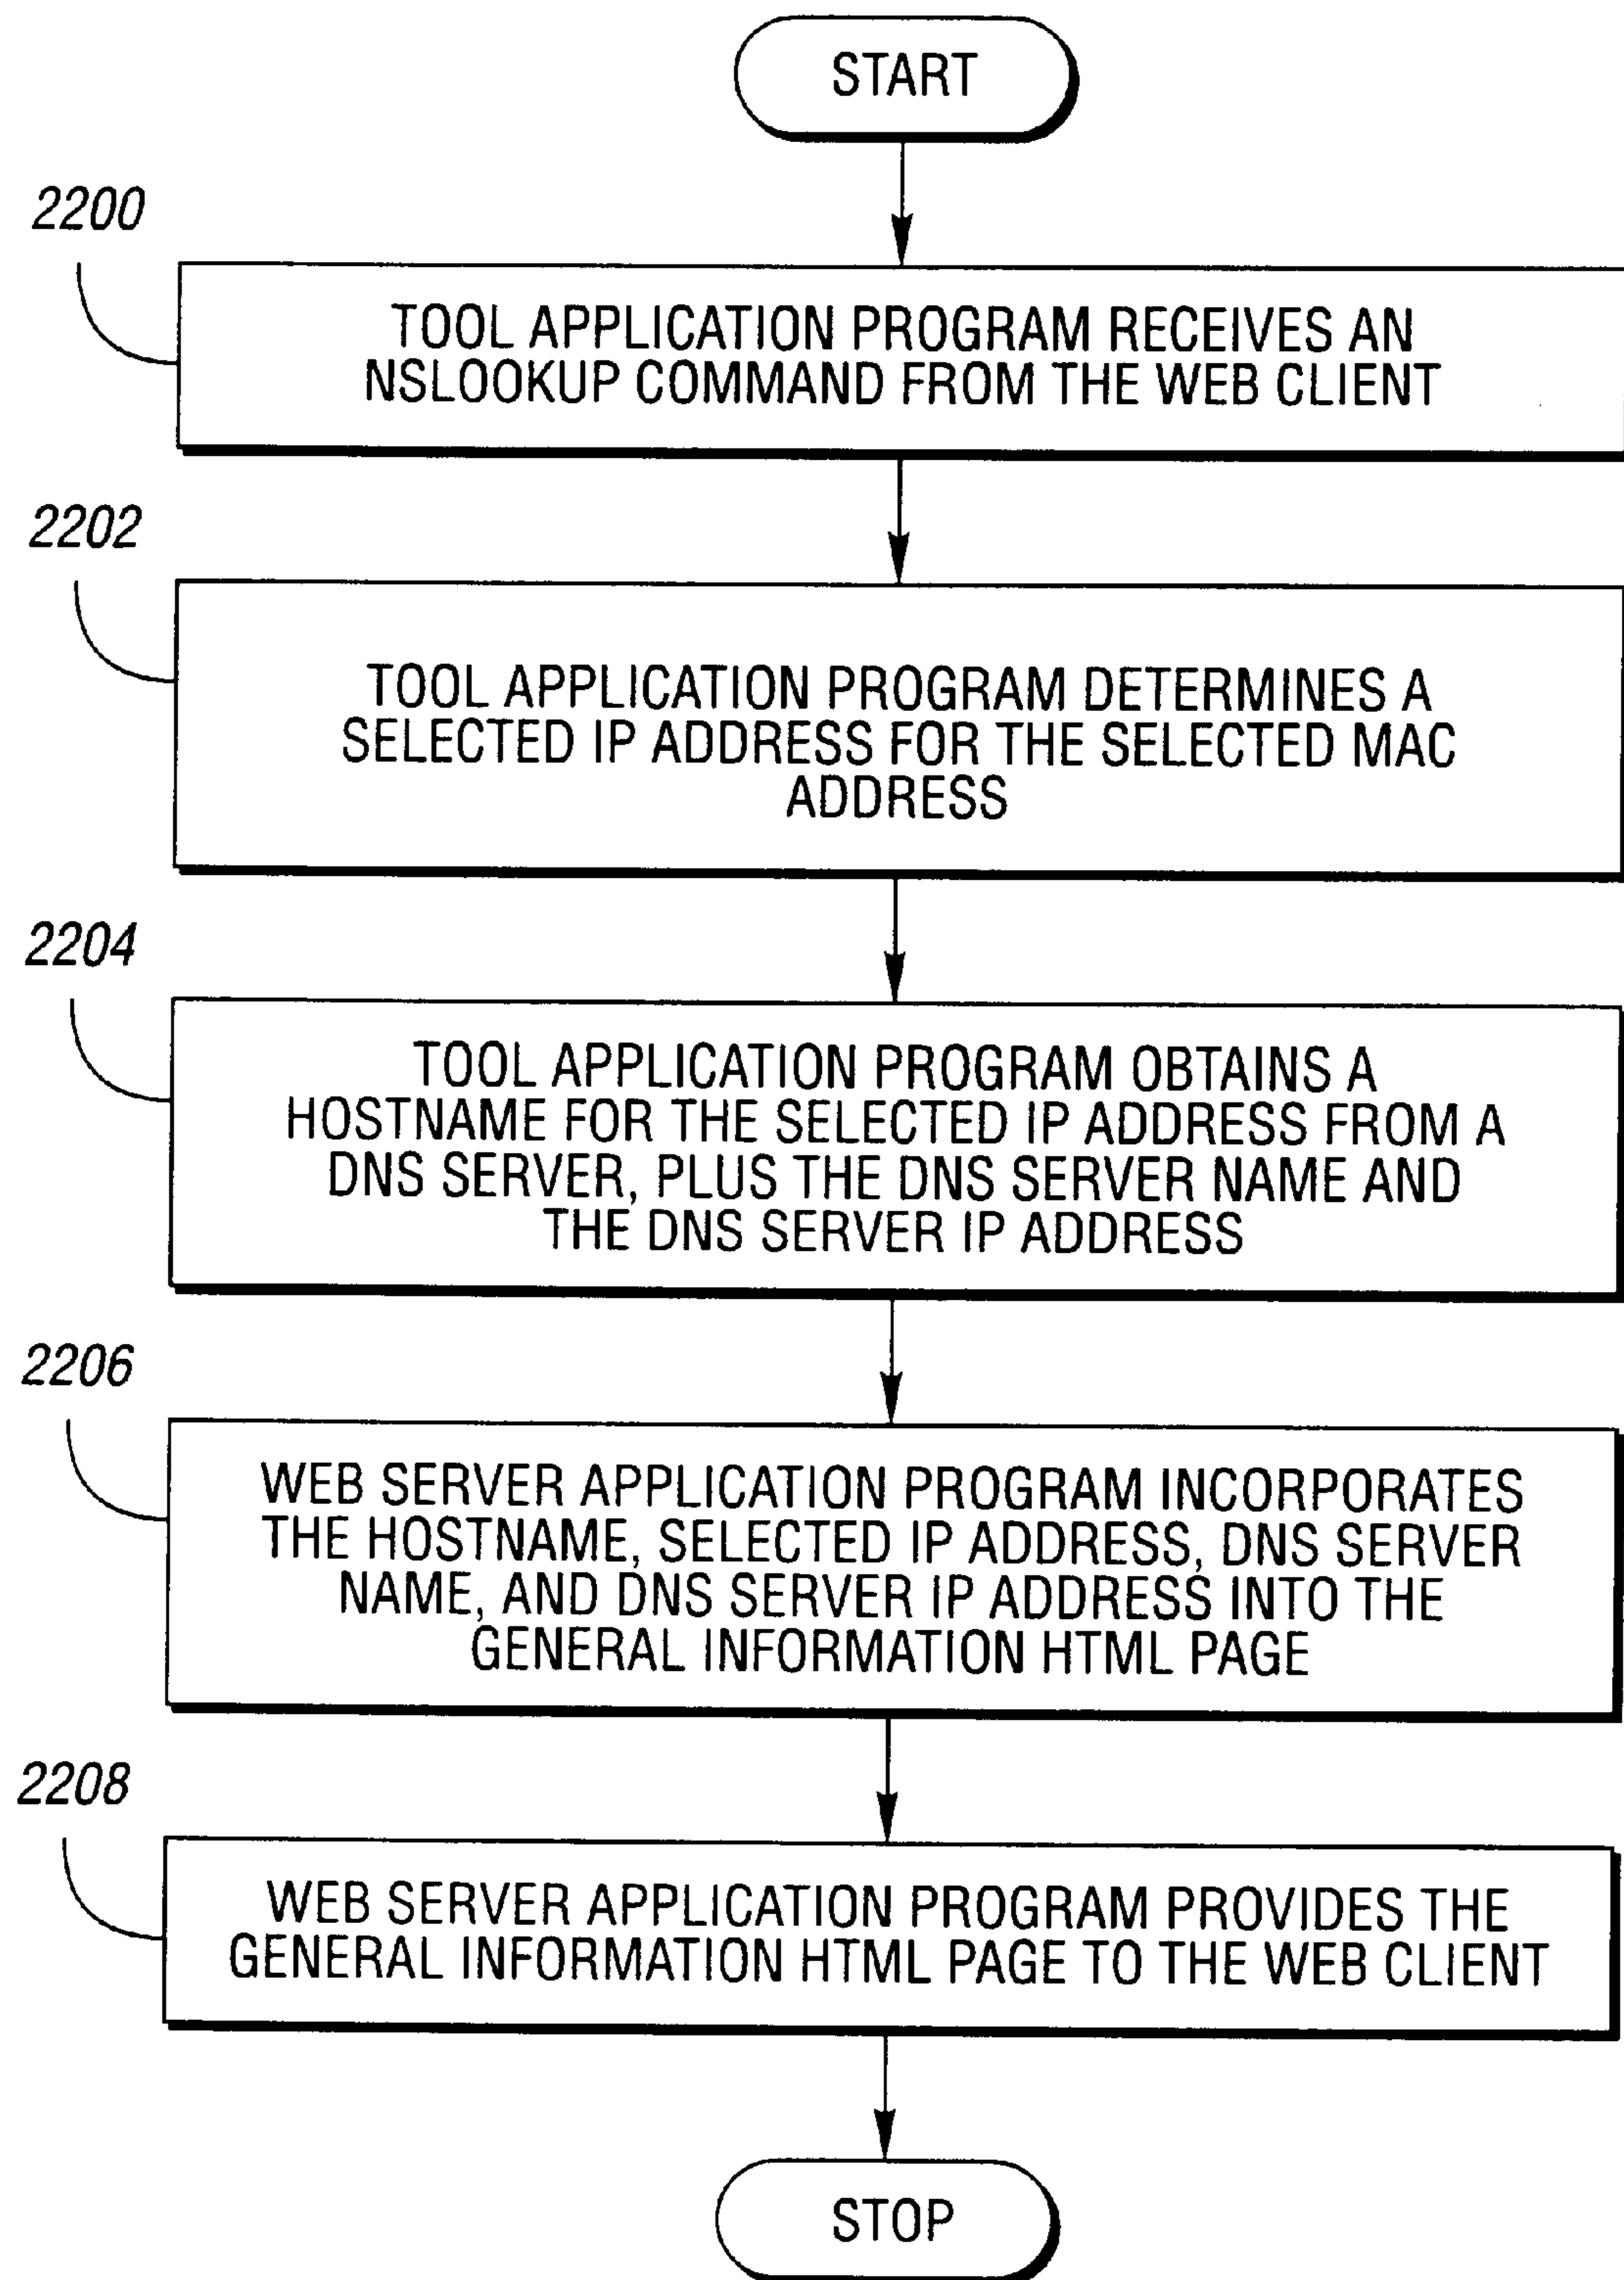 START
2200
TOOL APPLICATION PROGRAM RECEIVES AN
NSLOOKUP COMMAND FROM THE WEB CLIENT
2202
TOOL APPLICATION PROGRAM DETERMINES A
SELECTED IP ADDRESS FOR THE SELECTED MAC
ADDRESS
2204
TOOL APPLICATION PROGRAM OBTAINS A
HOSTNAME FOR THE SELECTED IP ADDRESS FROM A
DNS SERVER, PLUS THE DNS SERVER NAME AND
THE DNS SERVER IP ADDRESS
2206
WEB SERVER APPLICATION PROGRAM INCORPORATES
THE HOSTNAME, SELECTED IP ADDRESS, DNS SERVER
NAME, AND DNS SERVER IP ADDRESS INTO THE
GENERAL INFORMATION HTML PAGE
2208
WEB SERVER APPLICATION PROGRAM PROVIDES THE
GENERAL INFORMATION HTML PAGE TO THE WEB CLIENT
STOP